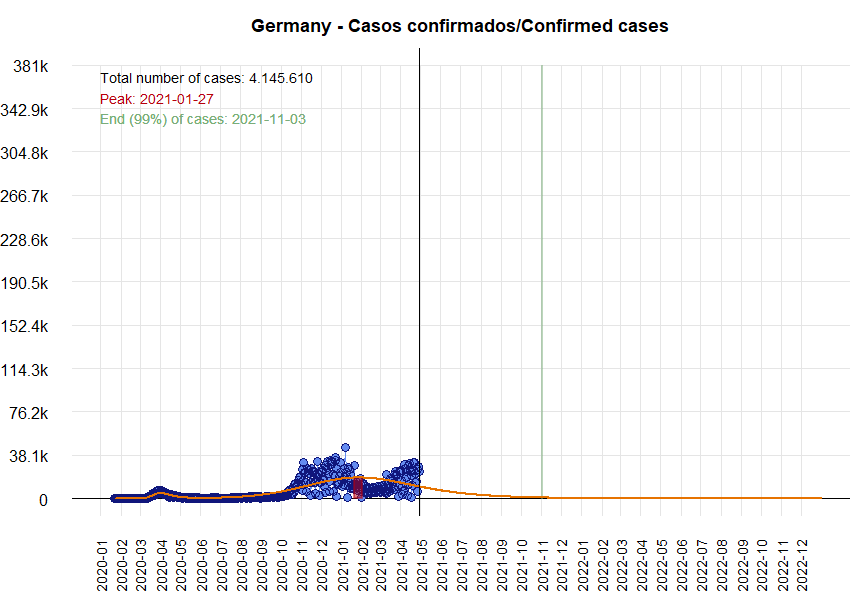 Germany - Casos confirmados/Confirmed cases
381k
Total number of cases: 4.145.610
Peak: 2021-01-27
342.9k
End (99%) of cases: 2021-11-03
304.8k
266.7k
228.6k
190.5k
152.4k
114.3k
76.2k
38.1k
0
2020-01
2020-02
2020-03
2020-04
2020-05
2020-06
2020-07
2020-08
2020-09
2020-10
2020-11
2020-12
2021-01
2021-02
2021-03
2021-04
2021-05
2021-06
2021-07
2021-08
2021-09
2021-10
2021-11
2021-12
2022-01
2022-02
2022-03
2022-04
2022-05
2022-06
2022-07
2022-08
2022-09
2022-10
2022-11
2022-12